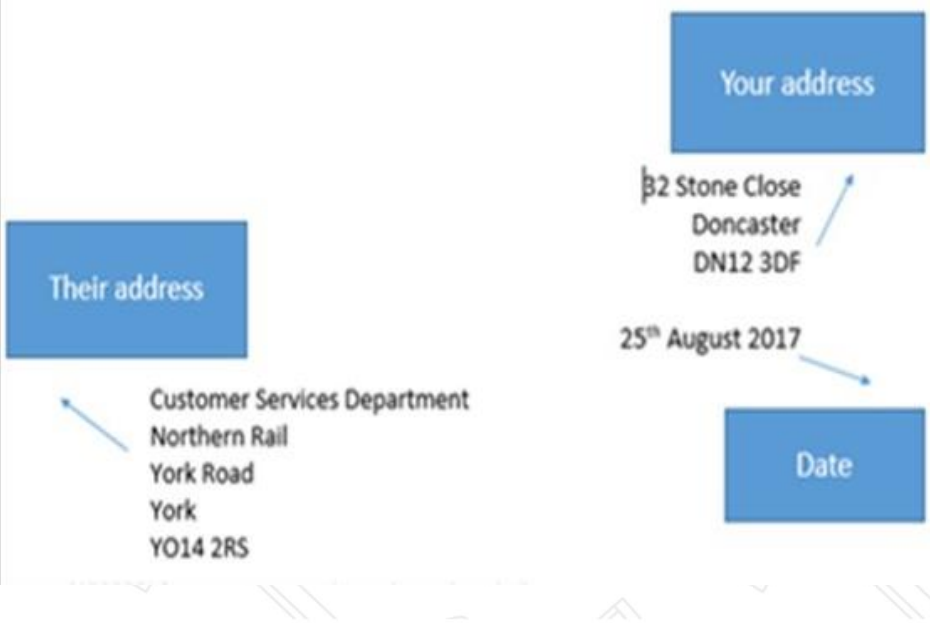 Your address
32 Stone Close
Doncaster
DN12 3DF
25th August 2017
Date
Their address
Customer Services Department
Northern Rail
York Road
York
YO14 2RS